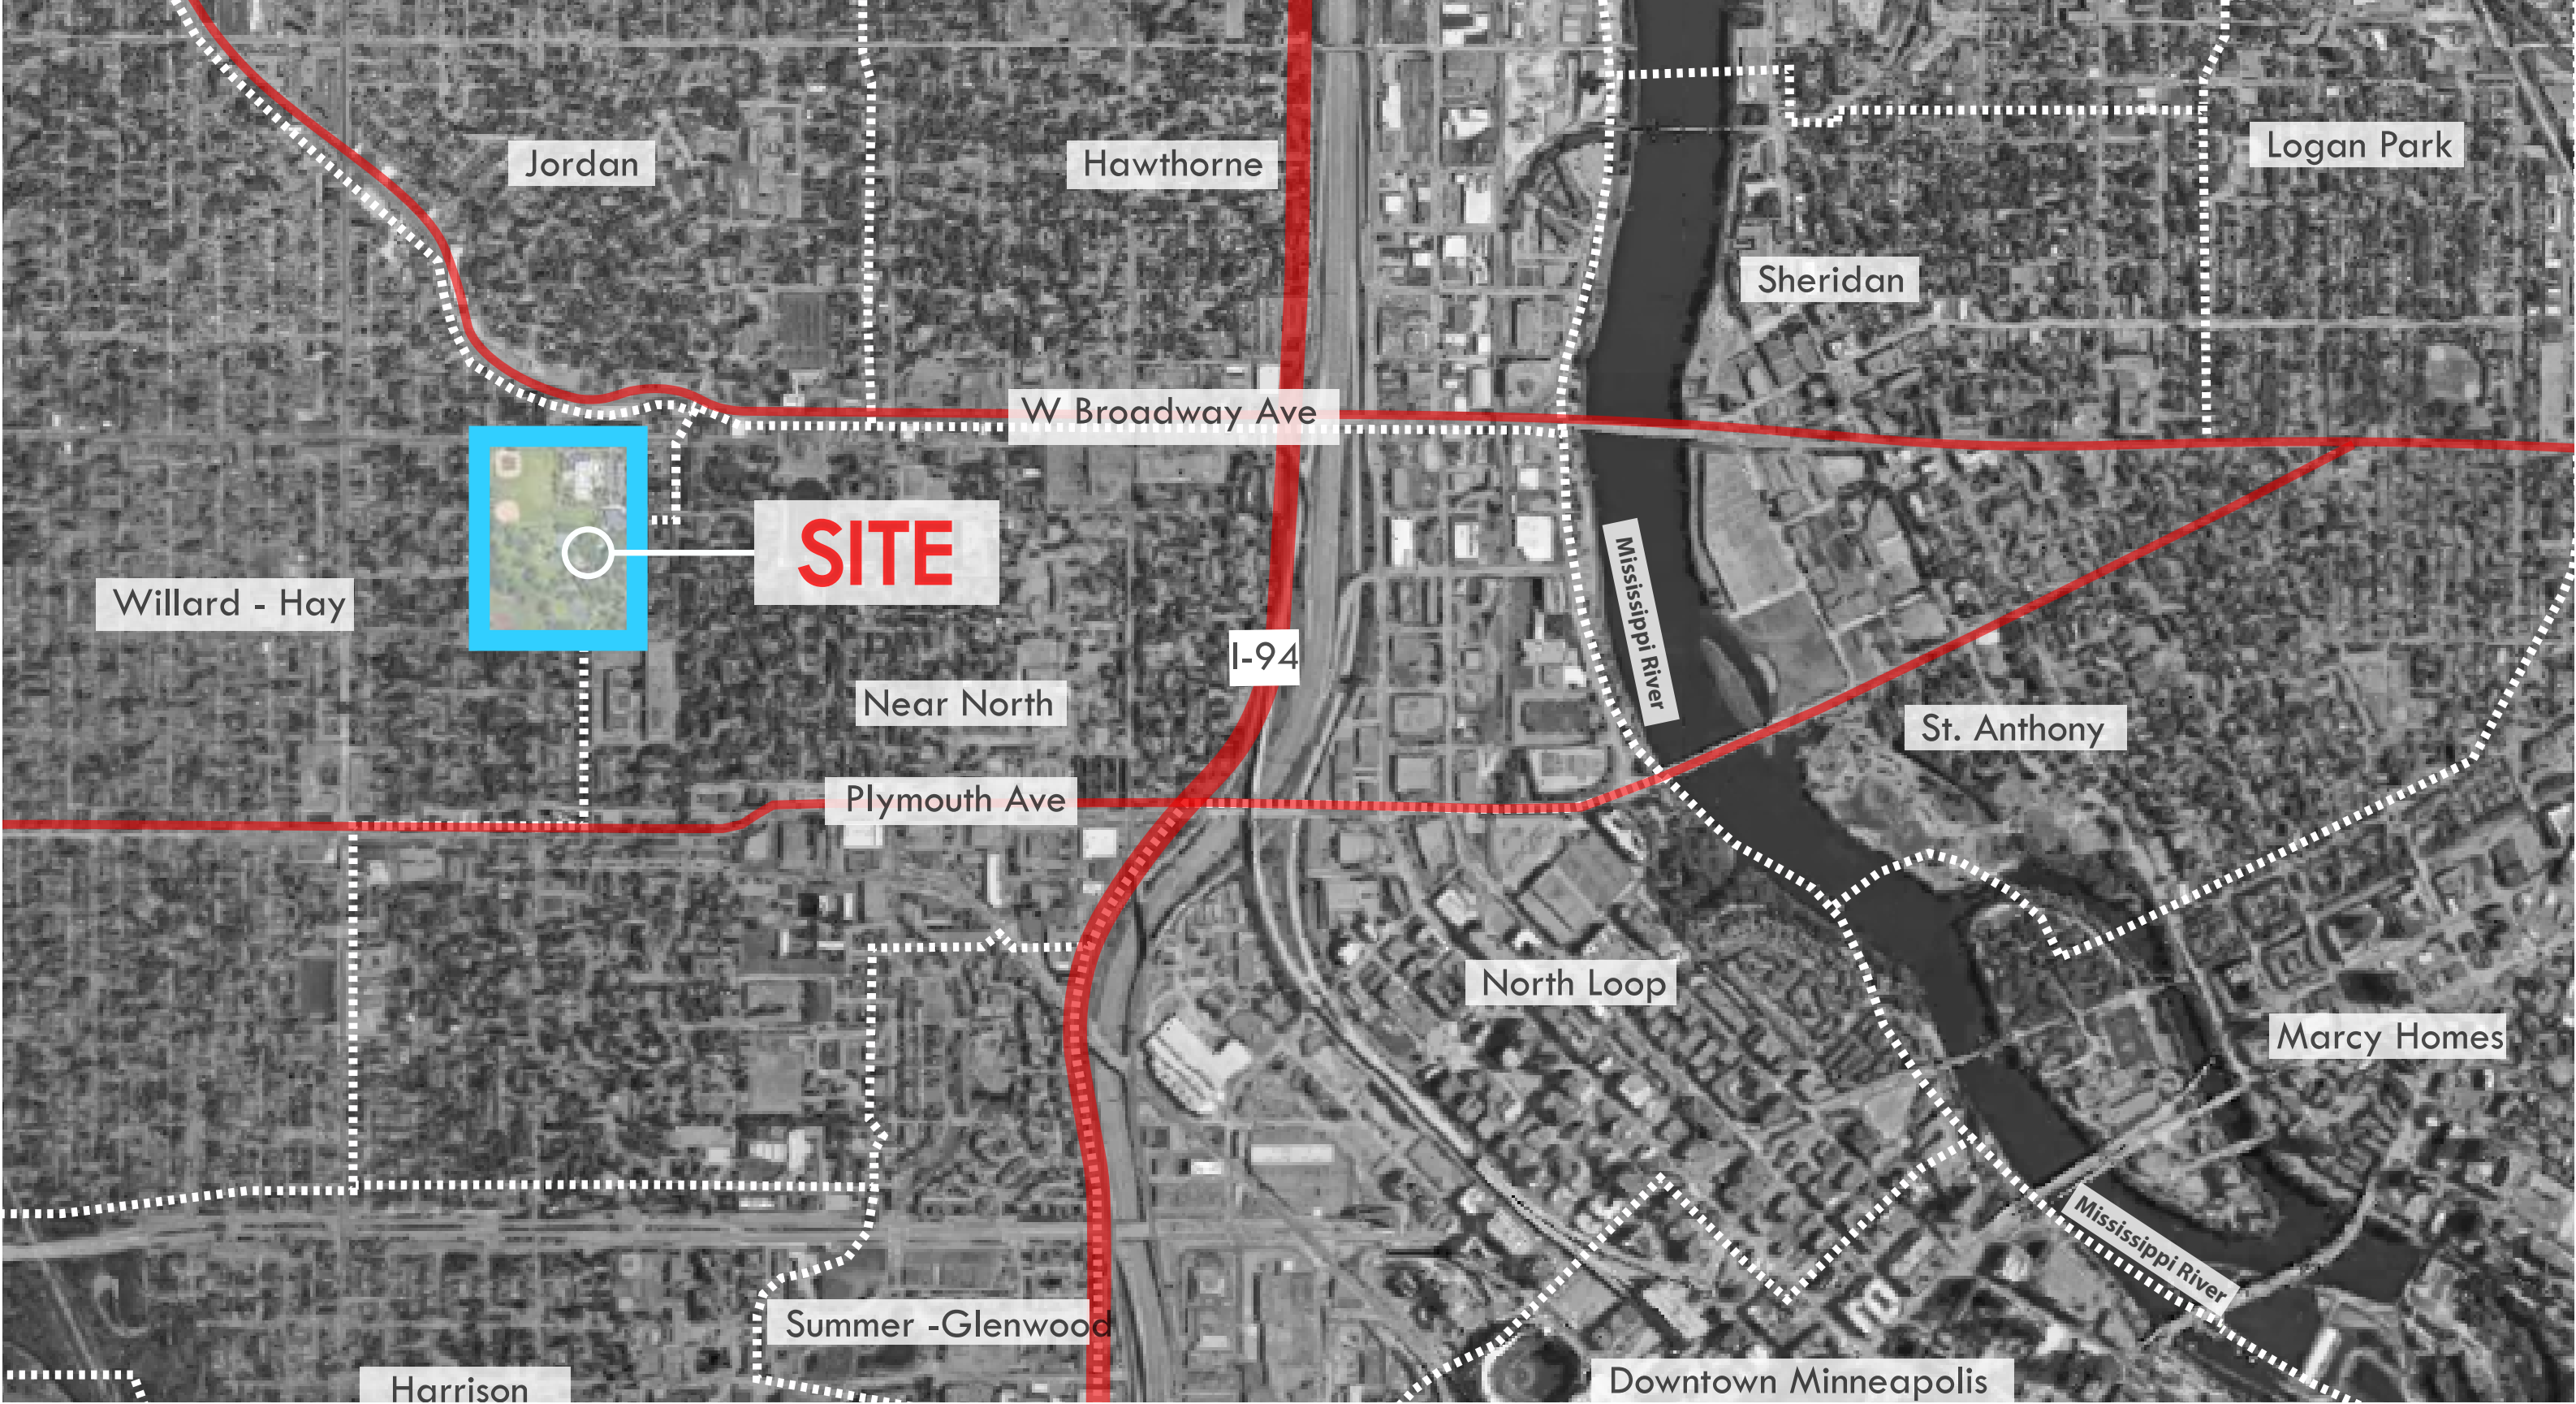 Jordan
Hawthorne
Logan Park
Sheridan
W Broadway Ave
SITE
Willard - Hay
Mississippi River
I-94
Near North
St. Anthony
Plymouth Ave
North Loop
Marcy Homes
Mississippi River
Summer -Glenwood
Harrison
Downtown Minneapolis